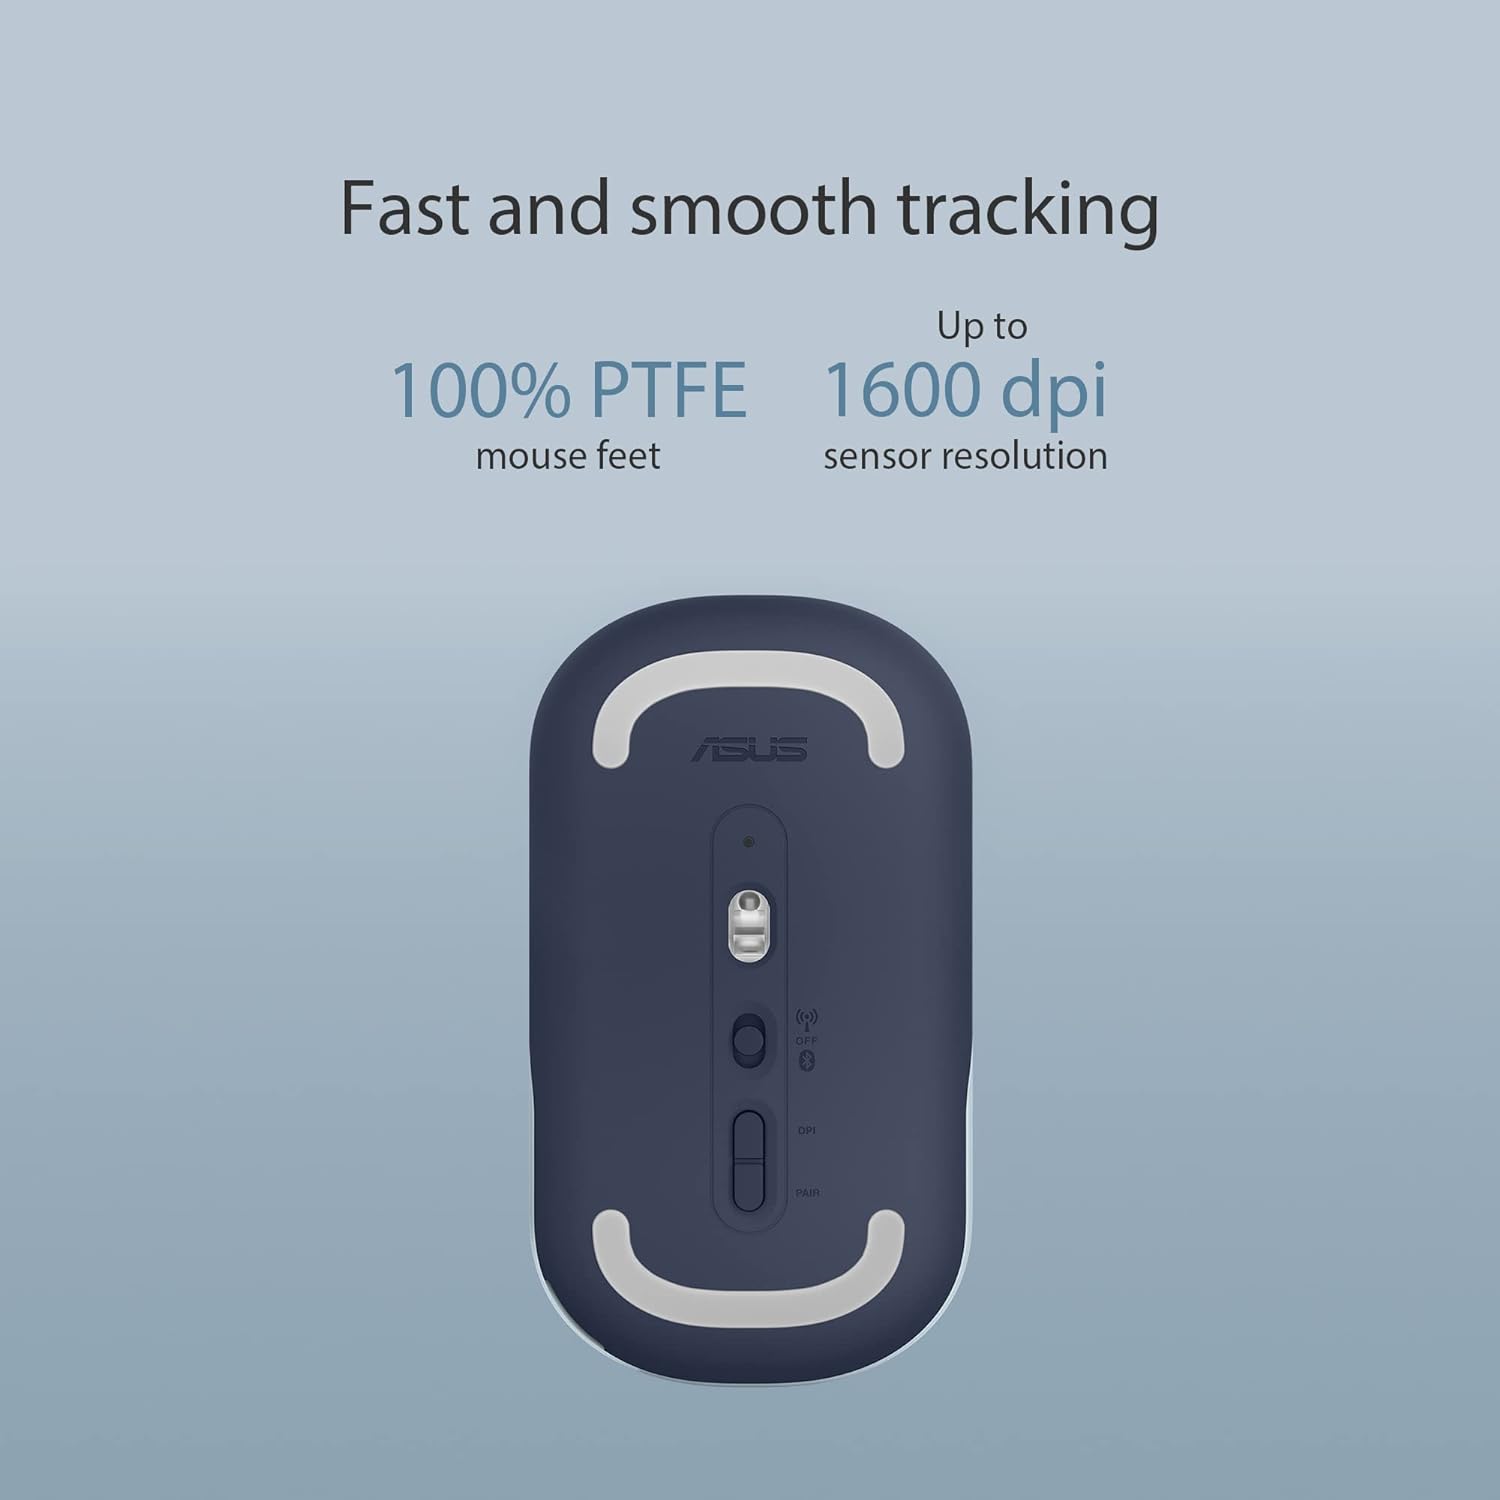 Fast and smooth tracking
100% PTFE
mouse feet
Up to
1600 dpi
sensor resolution
ASUS
OFF
DPI
PAIR